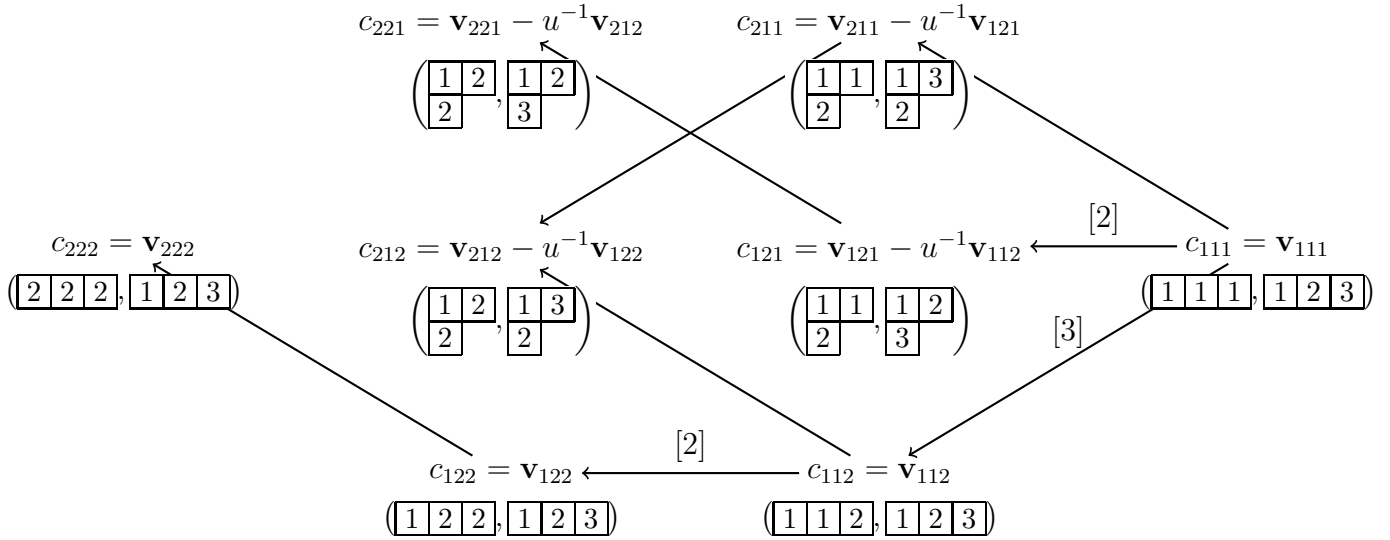 c_{221} = v_{221} − u^{−1}v_{212} c_{211} = v_{211} − u^{−1}v_{121}
(1 2 , 1 2) (1 1 , 1 3)
2 3 2 2
[2]
c_{222} = v_{222} c_{212} = v_{212} − u^{−1}v_{122} c_{121} = v_{121} − u^{−1}v_{112} c_{111} = v_{111}
(2 2 2 , 1 2 3) (1 2 , 1 3) (1 1 , 1 2) (1 1 1 , 1 2 3)
2 2 2 3
[3]
[2]
c_{122} = v_{122} c_{112} = v_{112}
(1 2 2 , 1 2 3) (1 1 2 , 1 2 3)